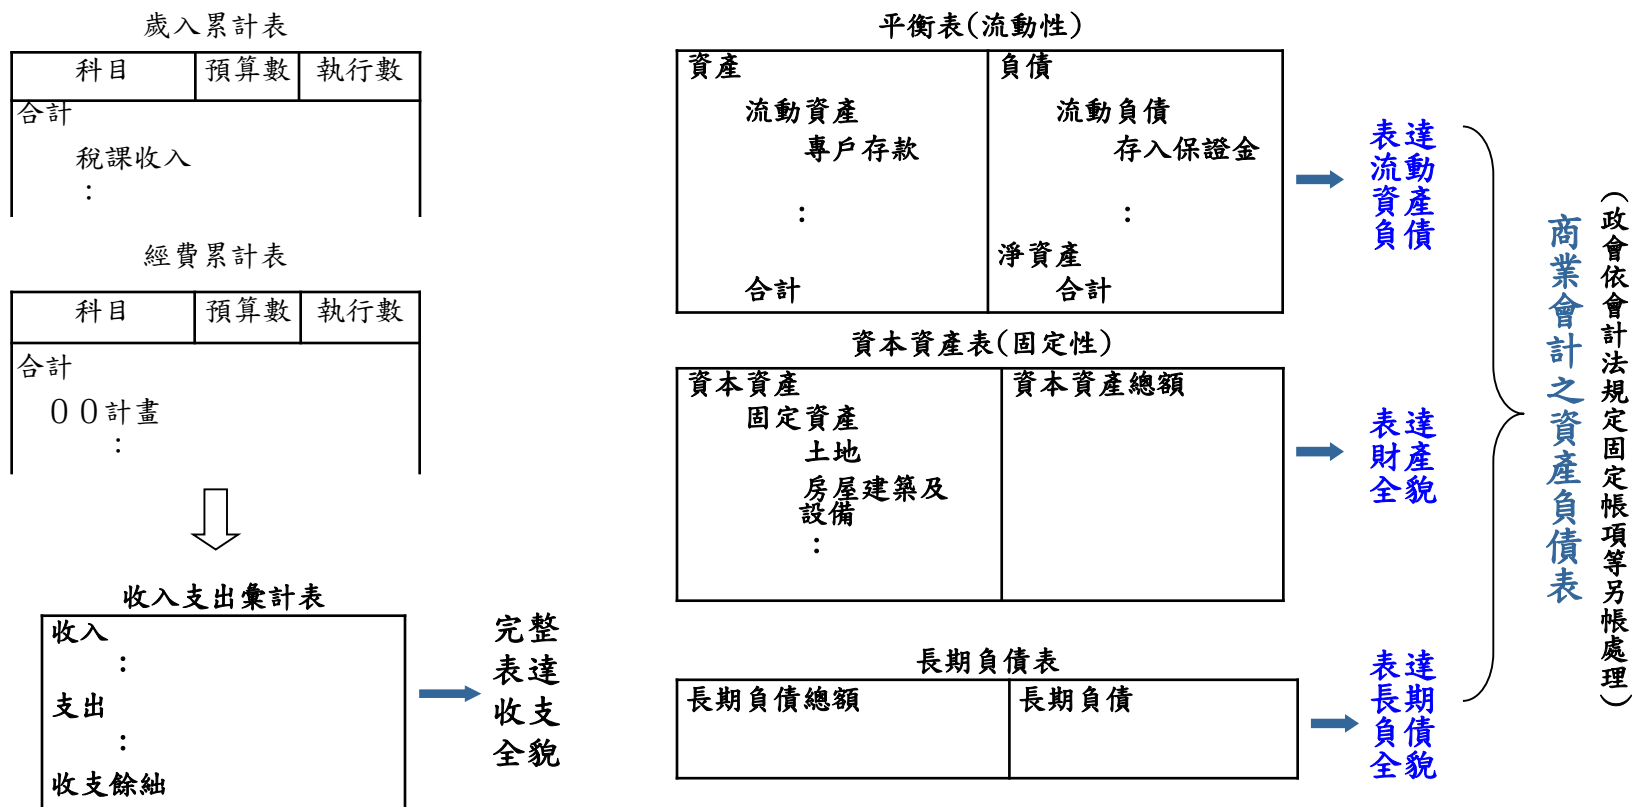 歲入累計表
科目 預算數 執行數
合計
稅課收入
：
經費累計表
科目 預算數 執行數
合計
００計畫
：
收入支出彙計表
收入
：
支出
：
收支餘絀
完整
表達
收支
全貌
平衡表(流動性)
資產
流動資產
專戶存款
：
合計
負債
流動負債
存入保證金
：
淨資產
合計
表達
流動
資產
負債
資本資產表(固定性)
資本資產
固定資產
土地
房屋建築及
設備
：
資本資產總額
表達
財產
全貌
長期負債表
長期負債總額
長期負債
表達
長期
負債
全貌
商業會計之資產負債表
（政會依會計法規定固定帳項等另帳處理）